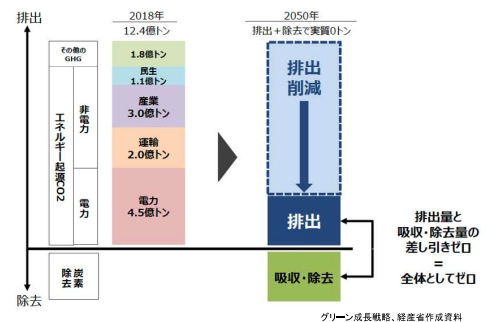 排出
2018年
12.4億トン
2050年
排出+除去で実質0トン
その他の
GHG
エネルギー起源CO2
非電力
電力
1.8億トン
民生
1.1億トン
産業
3.0億トン
運輸
2.0億トン
電力
4.5億トン
排出
削減
排出
排出量と
吸収・除去量の
差し引きゼロ
=
全体としてゼロ
炭素
除去
吸収・除去
除去
グリーン成長戦略、経産省作成資料